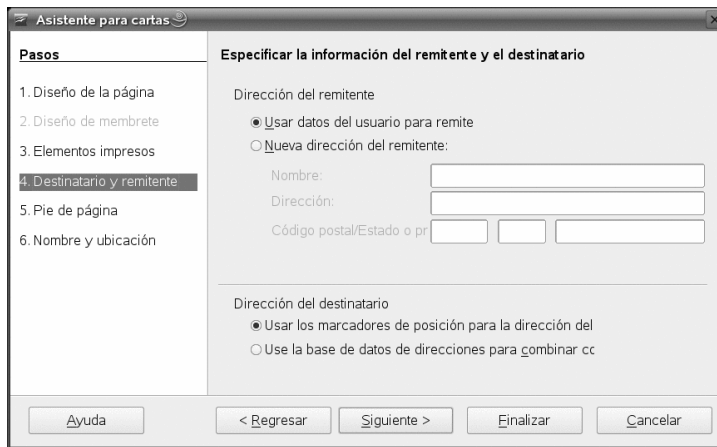 Asistente para cartas
Pasos
1. Diseño de la página
2. Diseño de membrete
3. Elementos impresos
4. Destinatario y remitente
5. Pie de página
6. Nombre y ubicación
Especificar la información del remitente y el destinatario
Dirección del remitente
Usar datos del usuario para remite
Nueva dirección del remitente:
Nombre:
Dirección:
Código postal/Estado o pr
Dirección del destinatario
Usar los marcadores de posición para la dirección del
Use la base de datos de direcciones para combinar cc
Ayuda
< Regresar
Siguiente >
Finalizar
Cancelar